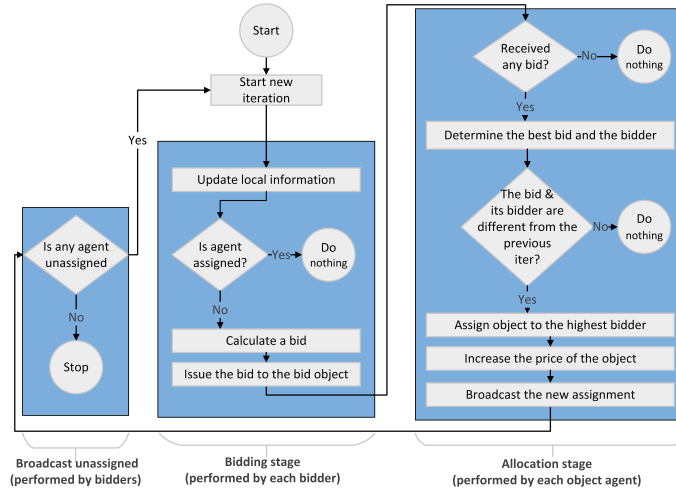 Start
Start new
iteration
Yes
Update local information
Is agent
assigned?
Yes
Do
nothing
No
Calculate a bid
Issue the bid to the bid object
Is any agent
unassigned
No
Stop
Received
any bid?
No
Do
nothing
Yes
Determine the best bid and the bidder
The bid &
its bidder are
different from the
previous
iter?
No
Do
nothing
Yes
Assign object to the highest bidder
Increase the price of the object
Broadcast the new assignment
Broadcast unassigned
(performed by bidders)
Bidding stage
(performed by each bidder)
Allocation stage
(performed by each object agent)